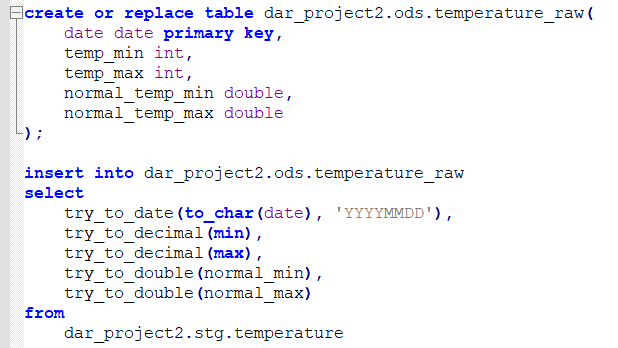 create or replace table dar_project2.ods.temperature_raw(
    date date primary key,
    temp_min int,
    temp_max int,
    normal_temp_min double,
    normal_temp_max double
);

insert into dar_project2.ods.temperature_raw
select
    try_to_date(to_char(date), 'YYYYMMDD'),
    try_to_decimal(min),
    try_to_decimal(max),
    try_to_double(normal_min),
    try_to_double(normal_max)
from
    dar_project2.stg.temperature